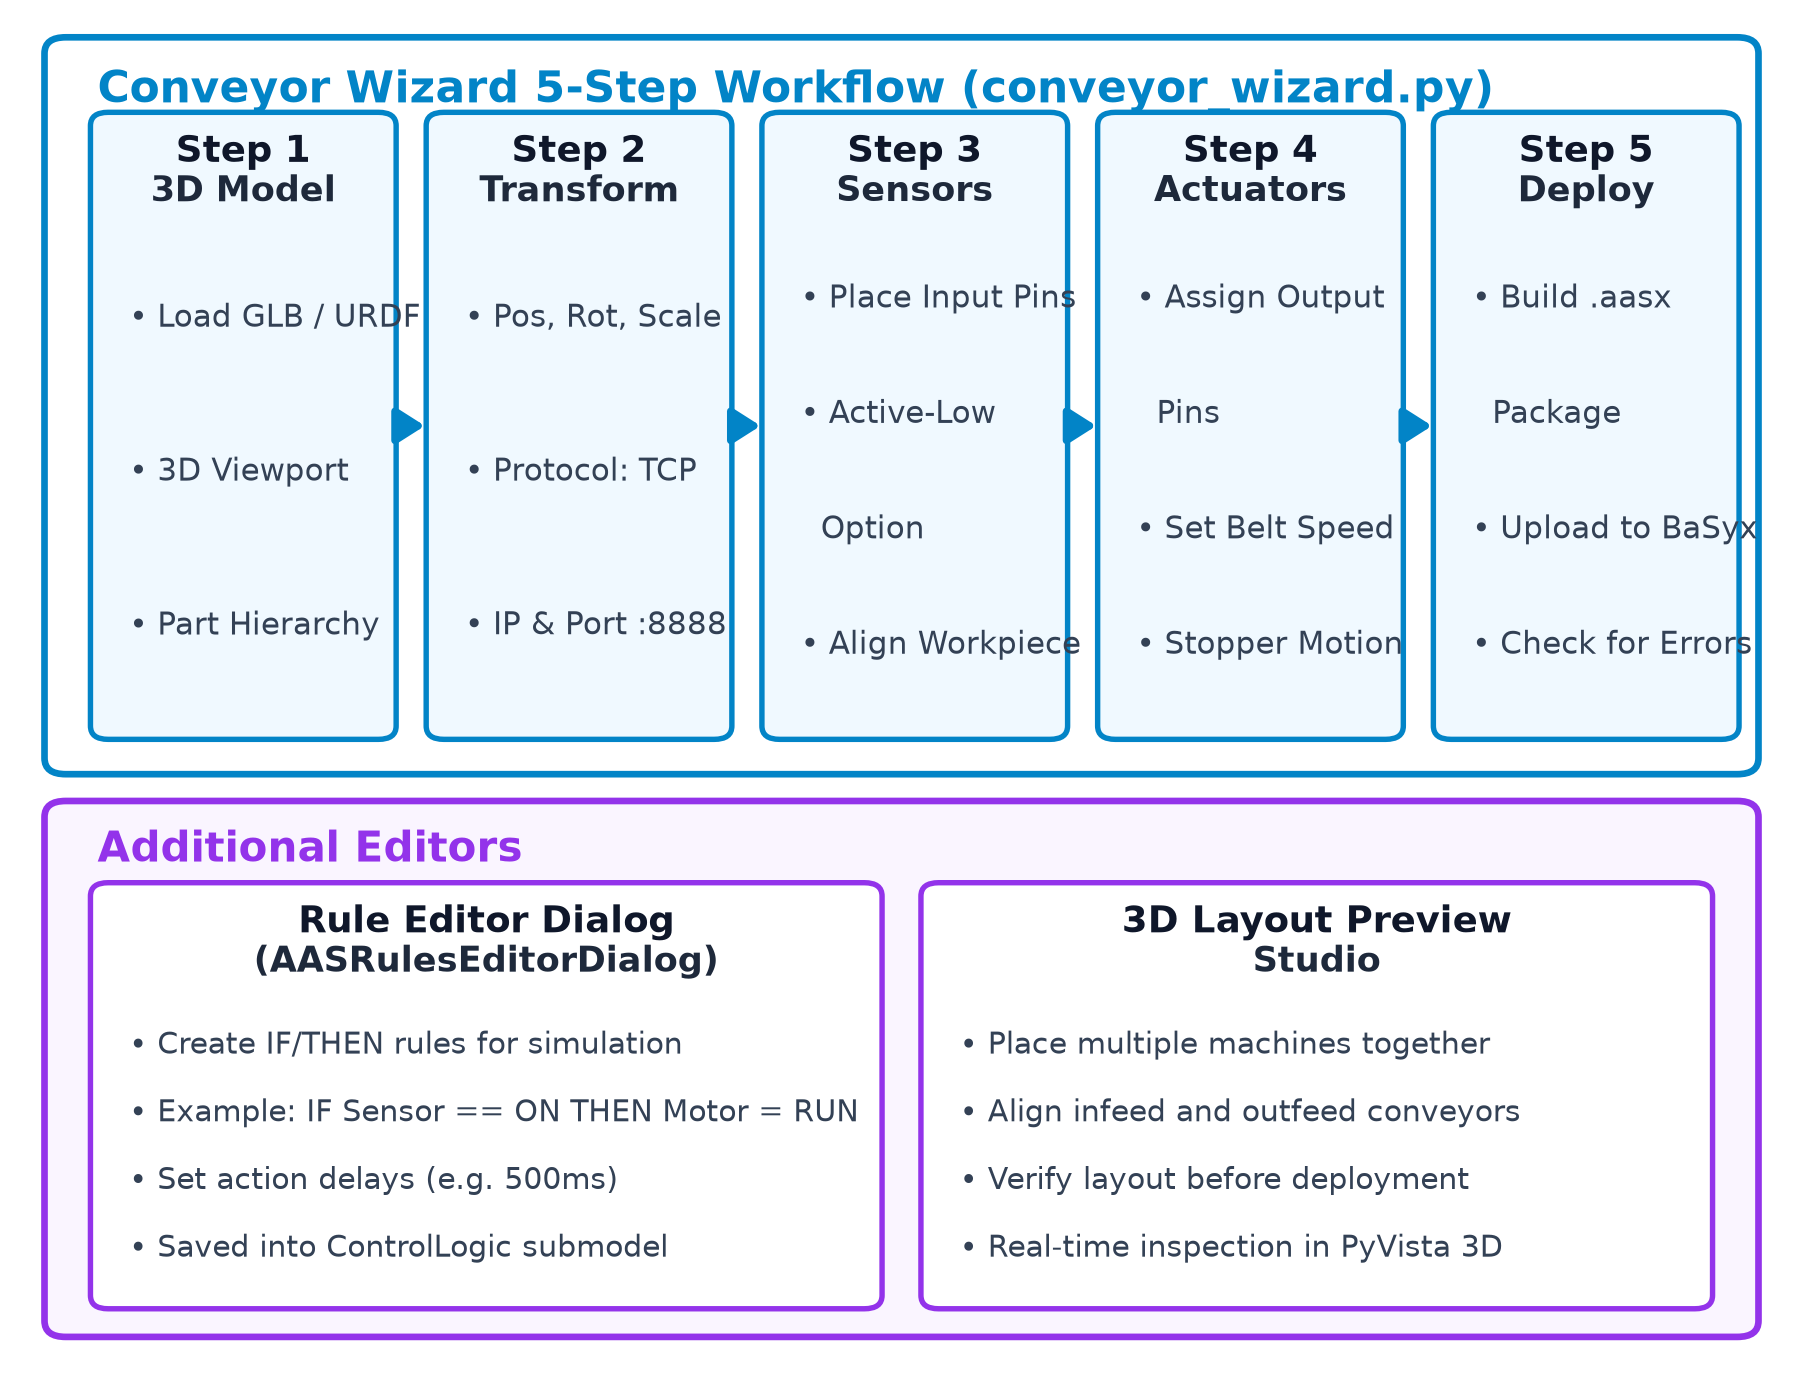 Conveyor Wizard 5-Step Workflow (conveyor_wizard.py)
Step 1
3D Model
• Load GLB / URDF
• 3D Viewport
• Part Hierarchy
Step 2
Transform
• Pos, Rot, Scale
• Protocol: TCP
• IP & Port :8888
Step 3
Sensors
• Place Input Pins
• Active-Low
Option
• Align Workpiece
Step 4
Actuators
• Assign Output
Pins
• Set Belt Speed
• Stopper Motion
Step 5
Deploy
• Build .aasx
Package
• Upload to BaSyx
• Check for Errors
Additional Editors
Rule Editor Dialog
(AASRulesEditorDialog)
• Create IF/THEN rules for simulation
• Example: IF Sensor == ON THEN Motor = RUN
• Set action delays (e.g. 500ms)
• Saved into ControlLogic submodel
3D Layout Preview
Studio
• Place multiple machines together
• Align infeed and outfeed conveyors
• Verify layout before deployment
• Real-time inspection in PyVista 3D